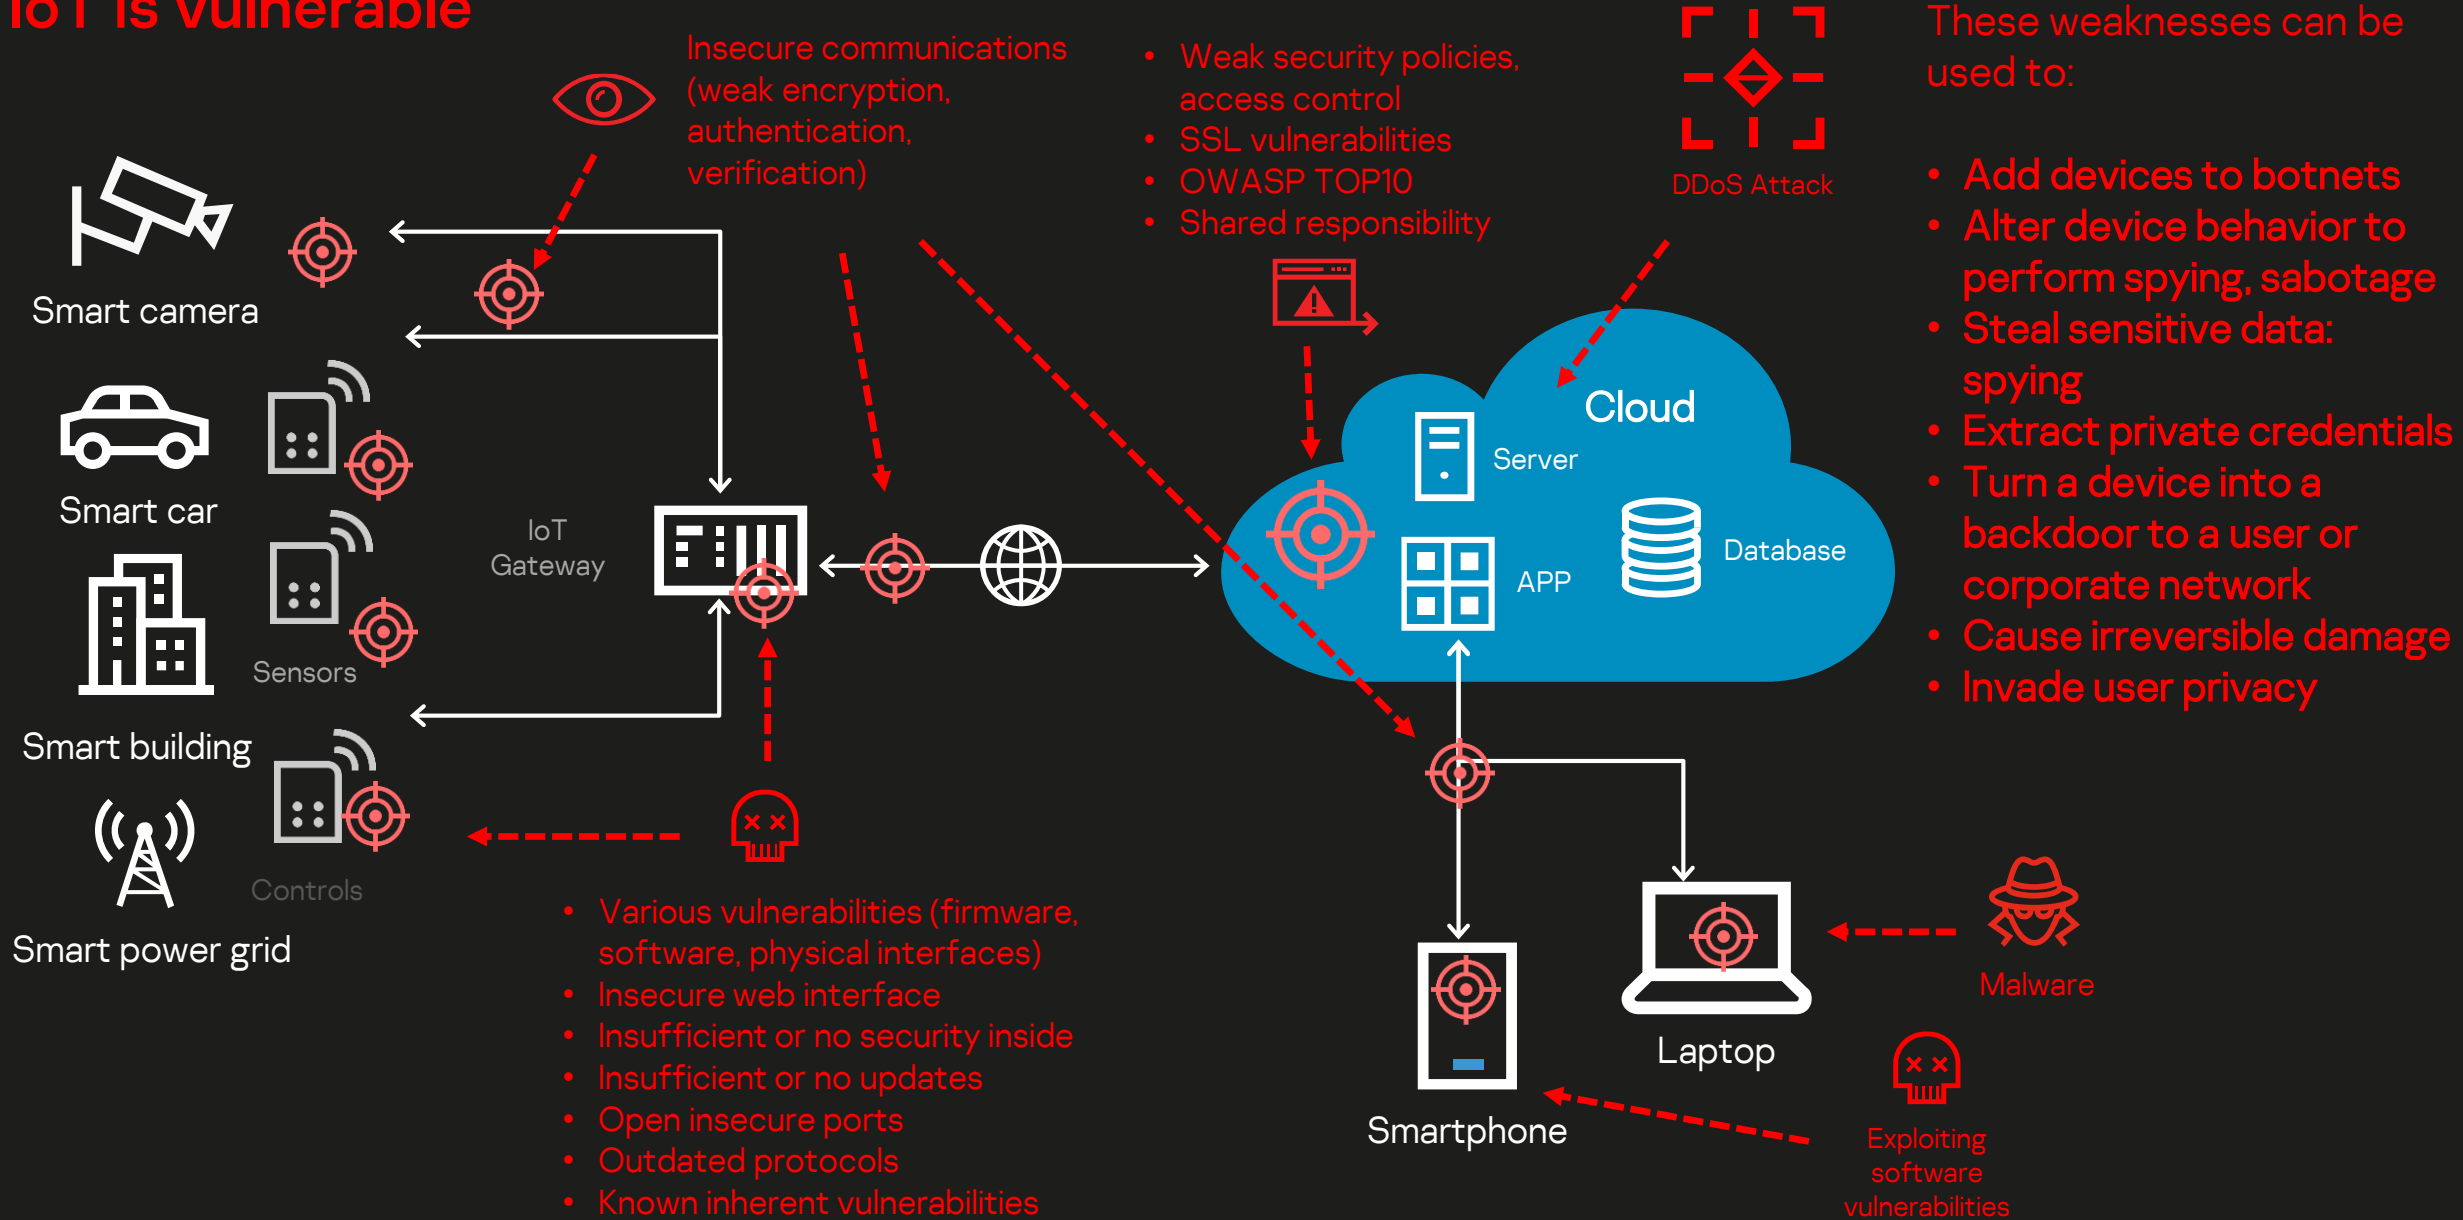 IoT is vulnerable
Insecure communications
(weak encryption,
authentication,
verification)
• Weak security policies,
access control
• SSL vulnerabilities
• OWASP TOP10
• Shared responsibility
DDoS Attack
These weaknesses can be
used to:
• Add devices to botnets
• Alter device behavior to
perform spying, sabotage
• Steal sensitive data:
spying
• Extract private credentials
• Turn a device into a
backdoor to a user or
corporate network
• Cause irreversible damage
• Invade user privacy
Smart camera
Smart car
Smart building
Smart power grid
Sensors
Controls
IoT
Gateway
Cloud
Server
Database
APP
• Various vulnerabilities (firmware,
software, physical interfaces)
• Insecure web interface
• Insufficient or no security inside
• Insufficient or no updates
• Open insecure ports
• Outdated protocols
• Known inherent vulnerabilities
Smartphone
Laptop
Malware
Exploiting
software
vulnerabilities